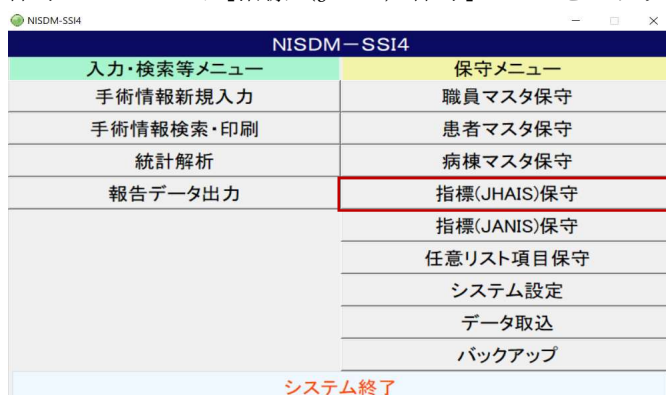 NISDM-SSI4
NISDM－SSI4
入力・検索等メニュー
保守メニュー
手術情報新規入力
職員マスタ保守
手術情報検索・印刷
患者マスタ保守
統計解析
病棟マスタ保守
報告データ出力
指標(JHAIS)保守
指標(JANIS)保守
任意リスト項目保守
システム設定
データ取込
バックアップ
システム終了